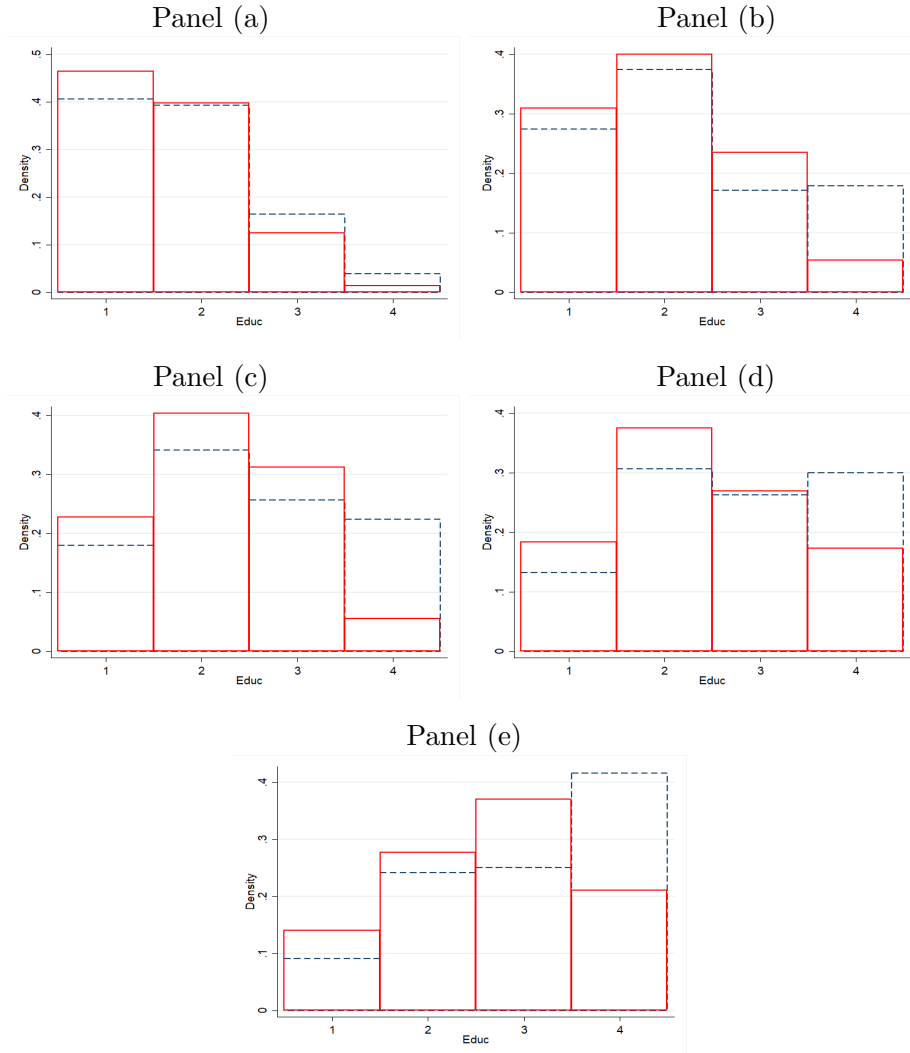 Panel (a)
.5
.4
.3
.2
.1
0
Density
1 2 3 4
Educ
Panel (b)
.4
.3
.2
.1
0
Density
1 2 3 4
Educ
Panel (c)
.4
.3
.2
.1
0
Density
1 2 3 4
Educ
Panel (d)
.4
.3
.2
.1
0
Density
1 2 3 4
Educ
Panel (e)
.4
.3
.2
.1
0
Density
1 2 3 4
Educ